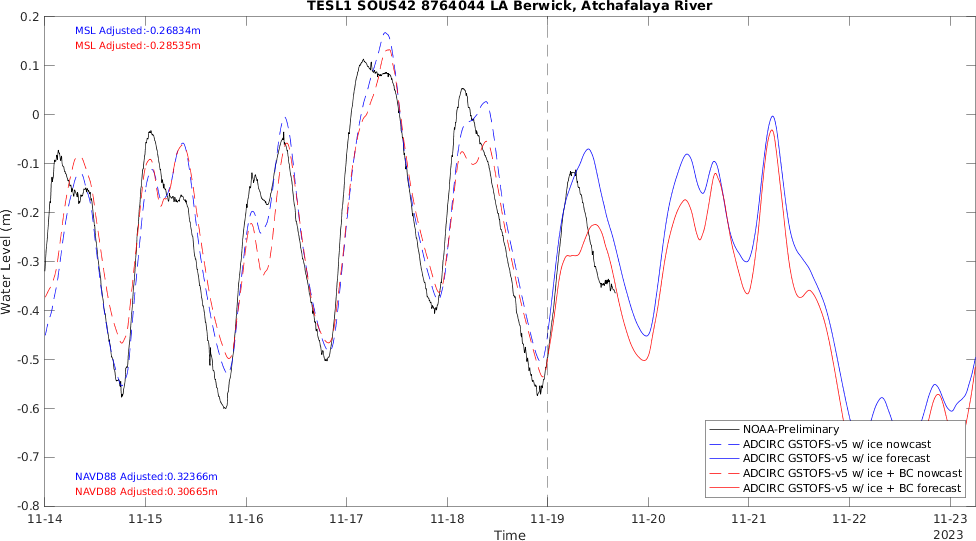 TESL1 SOUS42 8764044 LA Berwick, Atchafalaya River
MSL Adjusted:-0.26834m
MSL Adjusted:-0.28535m
0.2
0.1
0
-0.1
-0.2
-0.3
-0.4
-0.5
-0.6
-0.7
-0.8
Water Level (m)
NAVD88 Adjusted:0.32366m
NAVD88 Adjusted:0.30665m
NOAA-Preliminary
ADCIRC GSTOFS-v5 w/ ice nowcast
ADCIRC GSTOFS-v5 w/ ice forecast
ADCIRC GSTOFS-v5 w/ ice + BC nowcast
ADCIRC GSTOFS-v5 w/ ice + BC forecast
11-14 11-15 11-16 11-17 11-18 11-19 11-20 11-21 11-22 11-23
Time
2023